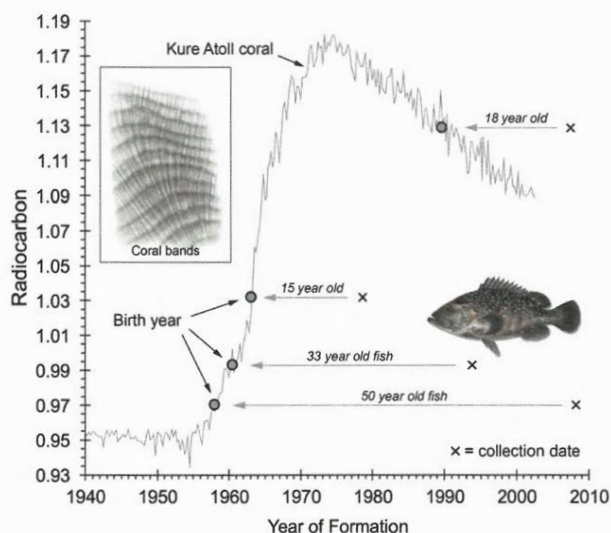 1.19
1.17
1.15
1.13
1.11
1.09
1.07
1.05
1.03
1.01
0.99
0.97
0.95
0.93
Radiocarbon
Kure Atoll coral
Coral bands
18 year old
15 year old
Birth year
33 year old fish
50 year old fish
× = collection date
1940
1950
1960
1970
1980
1990
2000
2010
Year of Formation